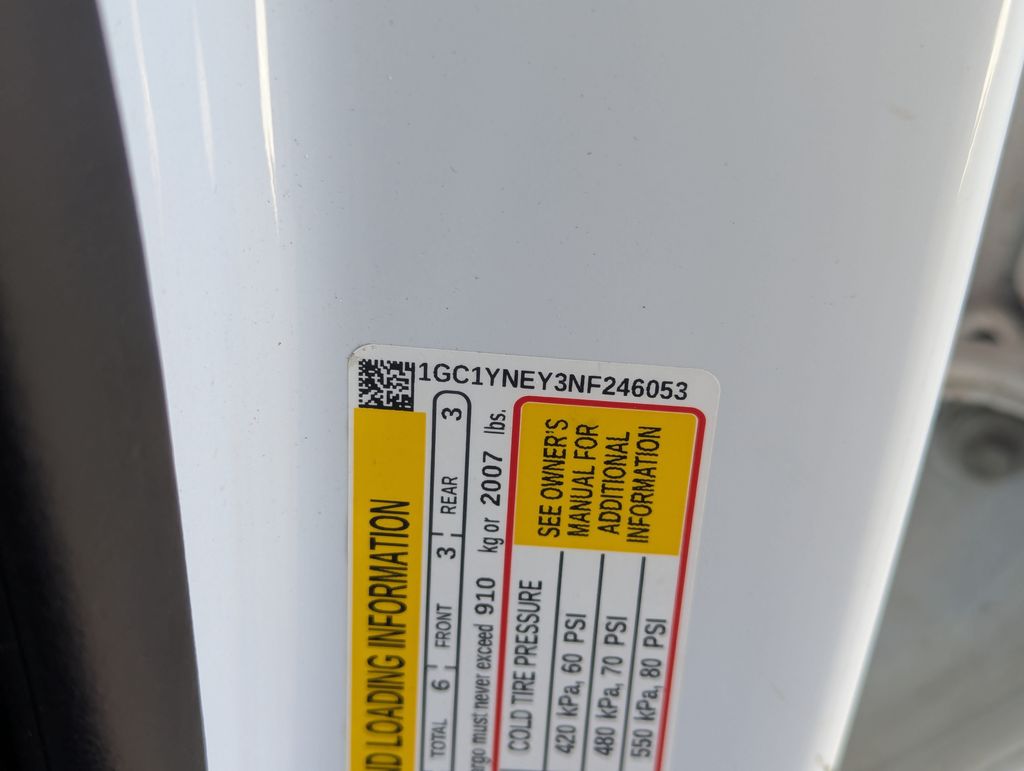 1GC1YNEY3NF246053
ND LOADING INFORMATION
TOTAL 6 FRONT 3 REAR 3
argo must never exceed 910 kg or 2007 lbs.
COLD TIRE PRESSURE
420 kPa, 60 PSI
480 kPa, 70 PSI
550 kPa, 80 PSI
SEE OWNER'S
MANUAL FOR
ADDITIONAL
INFORMATION